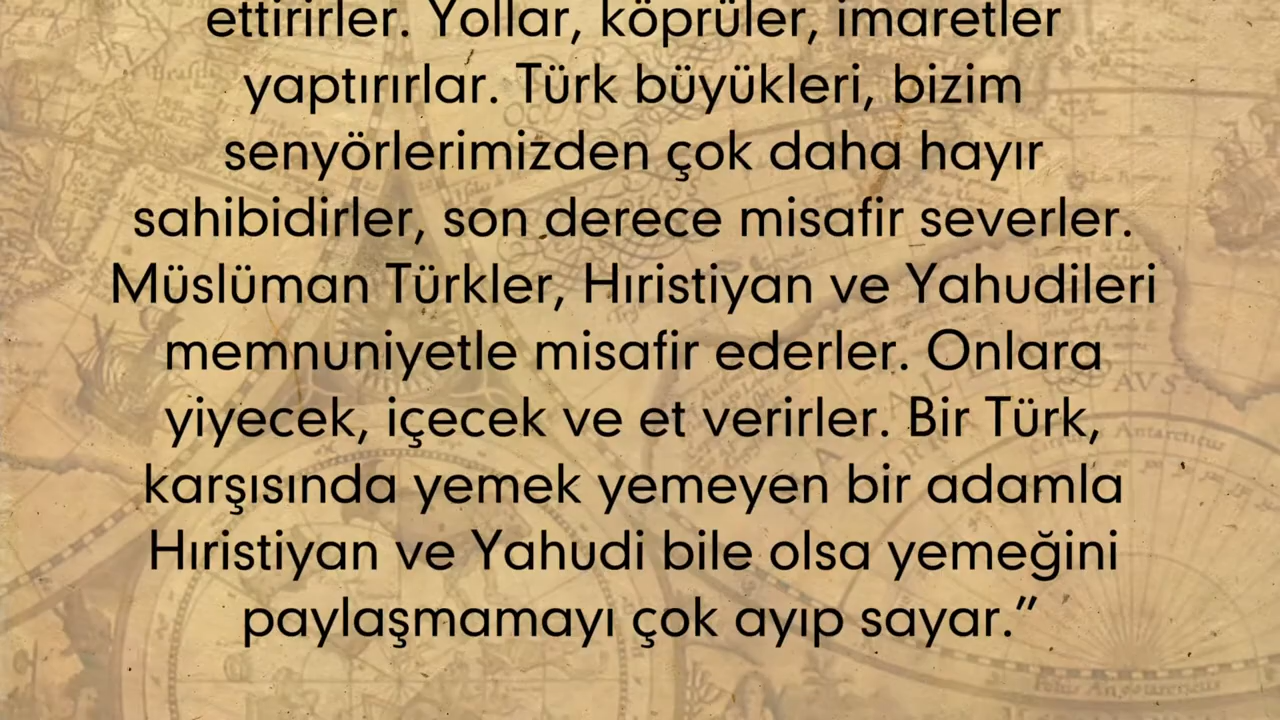 ettirirler. Yollar, köprüler, imaretler
yaptırırlar. Türk büyükleri, bizim
senyörlerimizden çok daha hayır
sahibidirler, son derece misafir severler.
Müslüman Türkler, Hıristiyan ve Yahudileri
memnuniyetle misafir ederler. Onlara
yiyecek, içecek ve et verirler. Bir Türk,
karşısında yemek yemeyen bir adamla
Hıristiyan ve Yahudi bile olsa yemeğini
paylaşmamayı çok ayıp sayar.”
AVS
Antarcticus